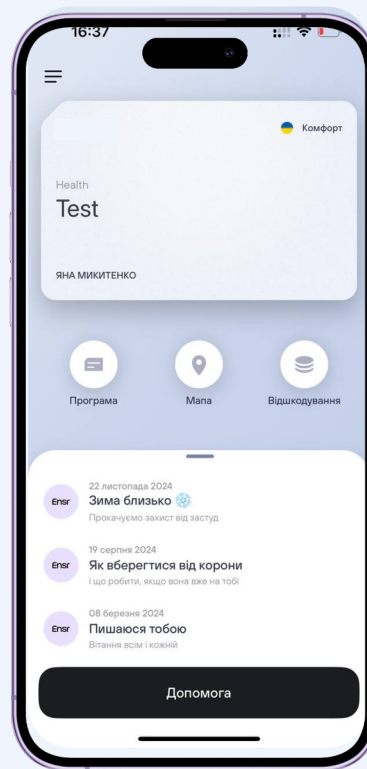 16:37
Комфорт
Health
Test
ЯНА МИКИТЕНКО
Програма
Мапа
Відшкодування
22 листопада 2024
Ensr
Зима близько
Прокачуємо захист від застуд
19 серпня 2024
Ensr
Як вберегтися від корони
і що робити, якщо вона вже на тобі
08 березня 2024
Ensr
Пишаюся тобою
Вітання всім і кожній
Допомога